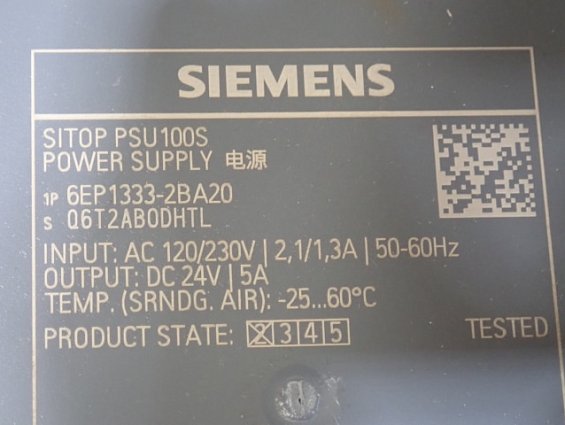 SIEMENS
SITOP PSU100S
POWER SUPPLY 电源
1P 6EP1333-2BA20
S Q6T2AB0DHTL
INPUT: AC 120/230V | 2,1/1,3A | 50-60Hz
OUTPUT: DC 24V | 5A
TEMP. (SRNDG. AIR): -25...60°C
PRODUCT STATE: 2 3 4 5 TESTED